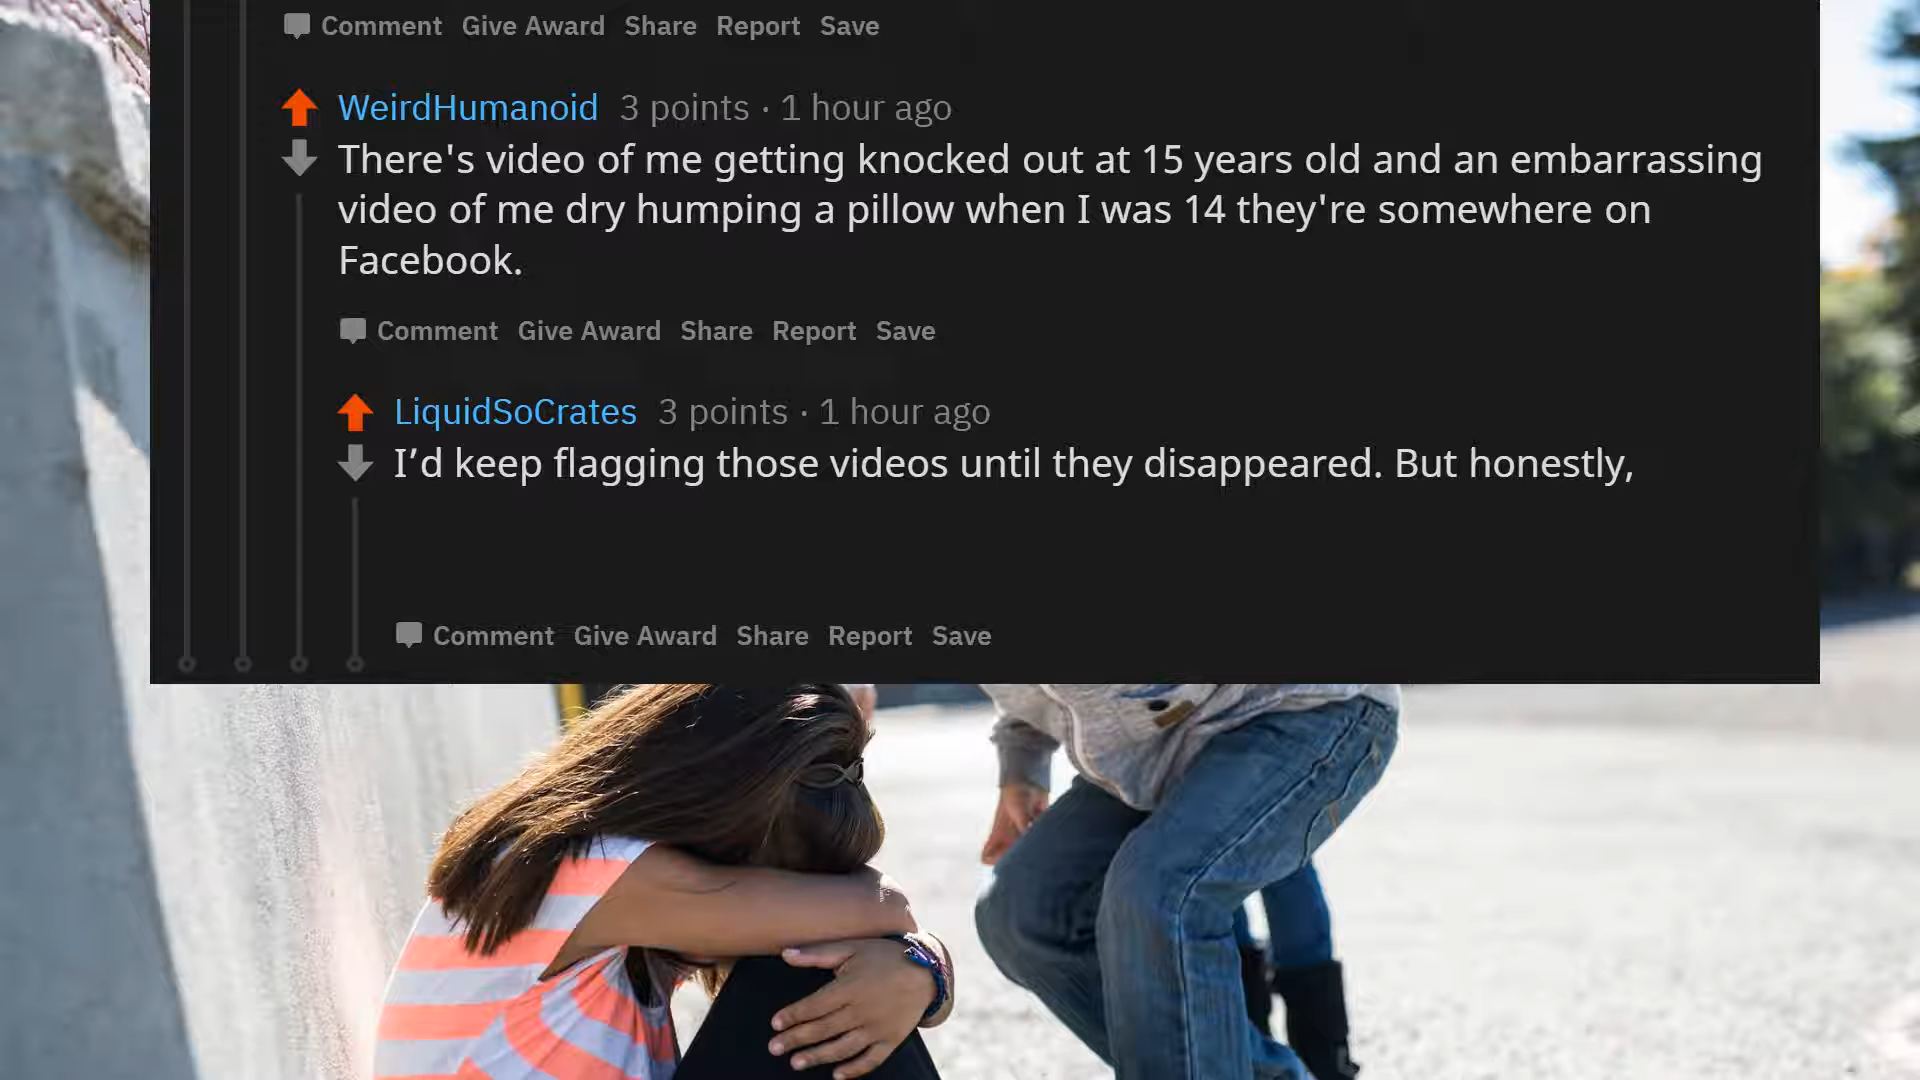 Comment Give Award Share Report Save
WeirdHumanoid 3 points · 1 hour ago
There's video of me getting knocked out at 15 years old and an embarrassing
video of me dry humping a pillow when I was 14 they're somewhere on
Facebook.
Comment Give Award Share Report Save
LiquidSoCrates 3 points · 1 hour ago
I’d keep flagging those videos until they disappeared. But honestly,
Comment Give Award Share Report Save